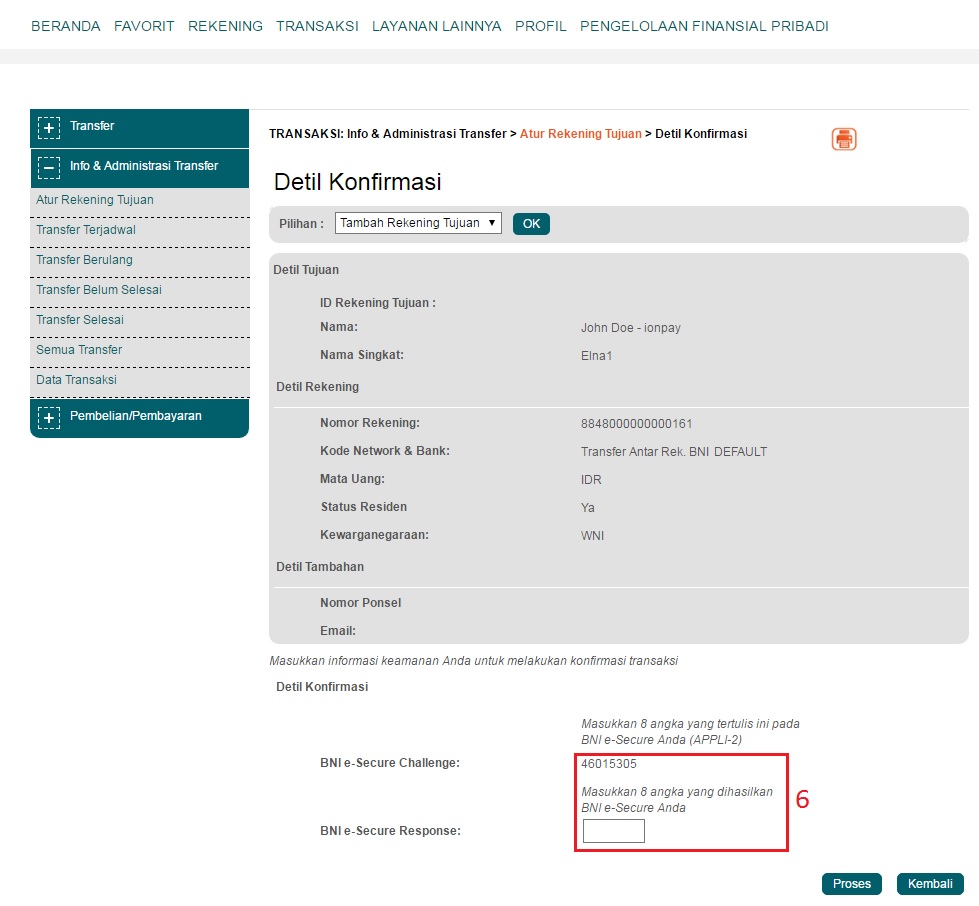 BERANDA FAVORIT REKENING TRANSAKSI LAYANAN LAINNYA PROFIL PENGELOLAAN FINANSIAL PRIBADI
Transfer
Info & Administrasi Transfer
Atur Rekening Tujuan
Transfer Terjadwal
Transfer Berulang
Transfer Belum Selesai
Transfer Selesai
Semua Transfer
Data Transaksi
Pembelian/Pembayaran
TRANSAKSI: Info & Administrasi Transfer > Atur Rekening Tujuan > Detil Konfirmasi
Detil Konfirmasi
Pilihan : Tambah Rekening Tujuan OK
Detil Tujuan
ID Rekening Tujuan :
Nama: John Doe - ionpay
Nama Singkat: Elna1
Detil Rekening
Nomor Rekening: 8848000000000161
Kode Network & Bank: Transfer Antar Rek. BNI DEFAULT
Mata Uang: IDR
Status Residen Ya
Kewarganegaraan: WNI
Detil Tambahan
Nomor Ponsel
Email:
Masukkan informasi keamanan Anda untuk melakukan konfirmasi transaksi
Detil Konfirmasi
Masukkan 8 angka yang tertulis ini pada
BNI e-Secure Anda (APPLI-2)
BNI e-Secure Challenge: 46015305
Masukkan 8 angka yang dihasilkan
BNI e-Secure Anda
6
BNI e-Secure Response:
Proses Kembali